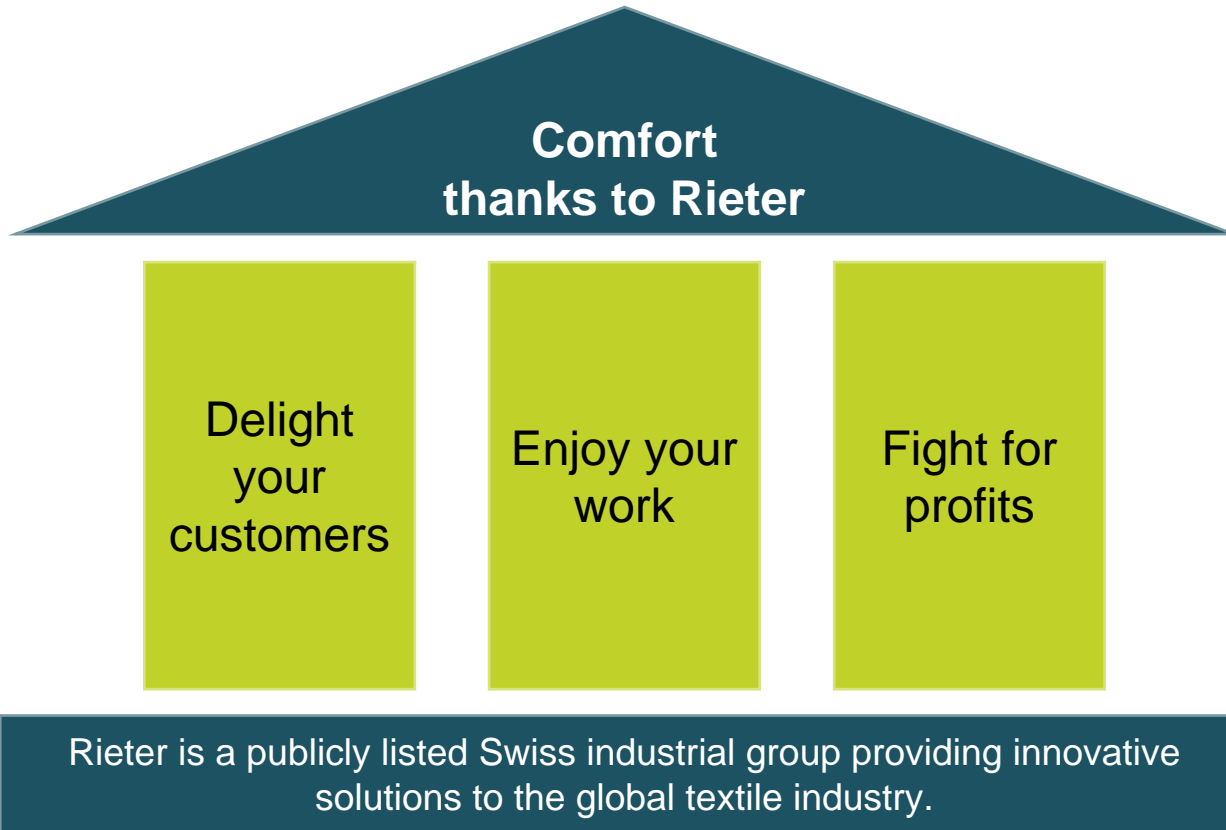 Comfort
thanks to Rieter
Delight
your
customers
Enjoy your
work
Fight for
profits
Rieter is a publicly listed Swiss industrial group providing innovative
solutions to the global textile industry.